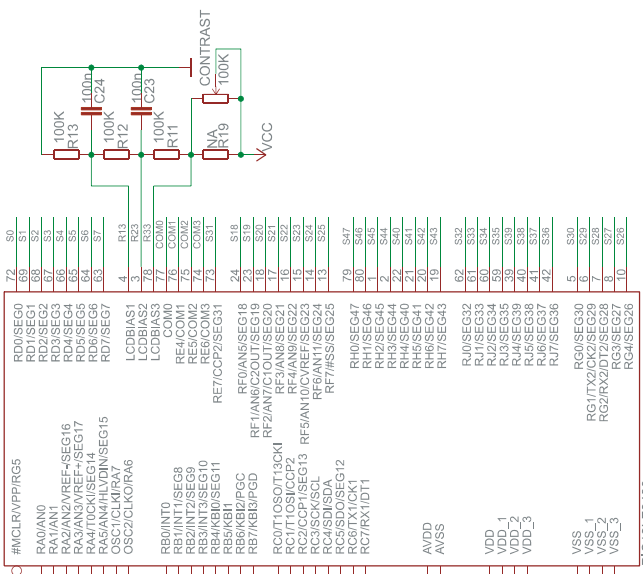 CONTRAST
100K
100n
C24
100n
C23
100K
R13
100K
R12
100K
R11
NA
R19
VCC
S0
S1
S2
S3
S4
S5
S6
S7
R13
R23
R33
COM0
COM1
COM2
COM3
S31
S18
S19
S20
S21
S22
S23
S24
S25
S47
S46
S45
S44
S40
S41
S42
S43
S32
S33
S34
S35
S39
S38
S37
S36
S30
S29
S28
S27
S26
72
69
68
67
66
65
64
63
4
3
78
77
76
75
74
73
24
23
18
17
16
15
14
13
79
80
1
2
22
21
20
19
62
61
60
59
39
40
41
42
5
6
7
8
10
RD0/SEG0
RD1/SEG1
RD2/SEG2
RD3/SEG3
RD4/SEG4
RD5/SEG5
RD6/SEG6
RD7/SEG7
LCDBIAS1
LCDBIAS2
LCDBIAS3
COM0
RE4/COM1
RE5/COM2
RE6/COM3
RE7/CCP2/SEG31
RF0/AN5/SEG18
RF1/AN6/C2OUT/SEG19
RF2/AN7/C1OUT/SEG20
RF3/AN8/SEG21
RF4/AN9/SEG22
RF5/AN10/CVREF/SEG23
RF6/AN11/SEG24
RF7/#SS/SEG25
RH0/SEG47
RH1/SEG46
RH2/SEG45
RH3/SEG44
RH4/SEG40
RH5/SEG41
RH6/SEG42
RH7/SEG43
RJ0/SEG32
RJ1/SEG33
RJ2/SEG34
RJ3/SEG35
RJ4/SEG39
RJ5/SEG38
RJ6/SEG37
RJ7/SEG36
RG0/SEG30
RG1/TX2/CK2/SEG29
RG2/RX2/DT2/SEG28
RG3/SEG27
RG4/SEG26
#MCLR/VPP/RG5
RA0/AN0
RA1/AN1
RA2/AN2/VREF-/SEG16
RA3/AN3/VREF+/SEG17
RA4/T0CKI/SEG14
RA5/AN4/HLVDIN/SEG15
OSC1/CLKI/RA7
OSC2/CLKO/RA6
RB0/INT0
RB1/INT1/SEG8
RB2/INT2/SEG9
RB3/INT3/SEG10
RB4/KBI0/SEG11
RB5/KBI1
RB6/KBI2/PGC
RB7/KBI3/PGD
RC0/T1OSO/T13CKI
RC1/T1OSI/CCP2
RC2/CCP1/SEG13
RC3/SCK/SCL
RC4/SDI/SDA
RC5/SDO/SEG12
RC6/TX1/CK1
RC7/RX1/DT1
AVDD
AVSS
VDD
VDD_1
VDD_2
VDD_3
VSS
VSS_1
VSS_2
VSS_3